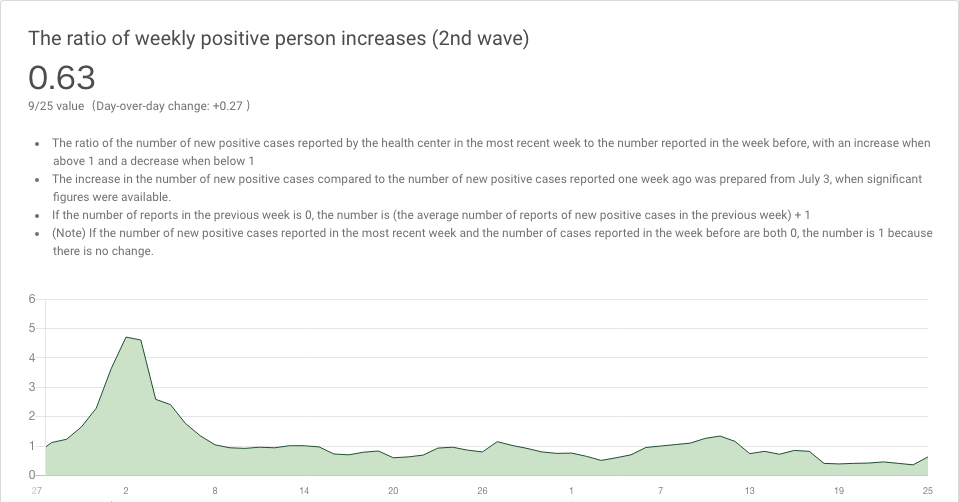 The ratio of weekly positive person increases (2nd wave)
0.63
9/25 value（Day-over-day change: +0.27 ）
• The ratio of the number of new positive cases reported by the health center in the most recent week to the number reported in the week before, with an increase when
above 1 and a decrease when below 1
• The increase in the number of new positive cases compared to the number of new positive cases reported one week ago was prepared from July 3, when significant
figures were available.
• If the number of reports in the previous week is 0, the number is (the average number of reports of new positive cases in the previous week) + 1
• (Note) If the number of new positive cases reported in the most recent week and the number of cases reported in the week before are both 0, the number is 1 because
there is no change.
6
5
4
3
2
1
0
27 2 8 14 20 26 1 7 13 19 25